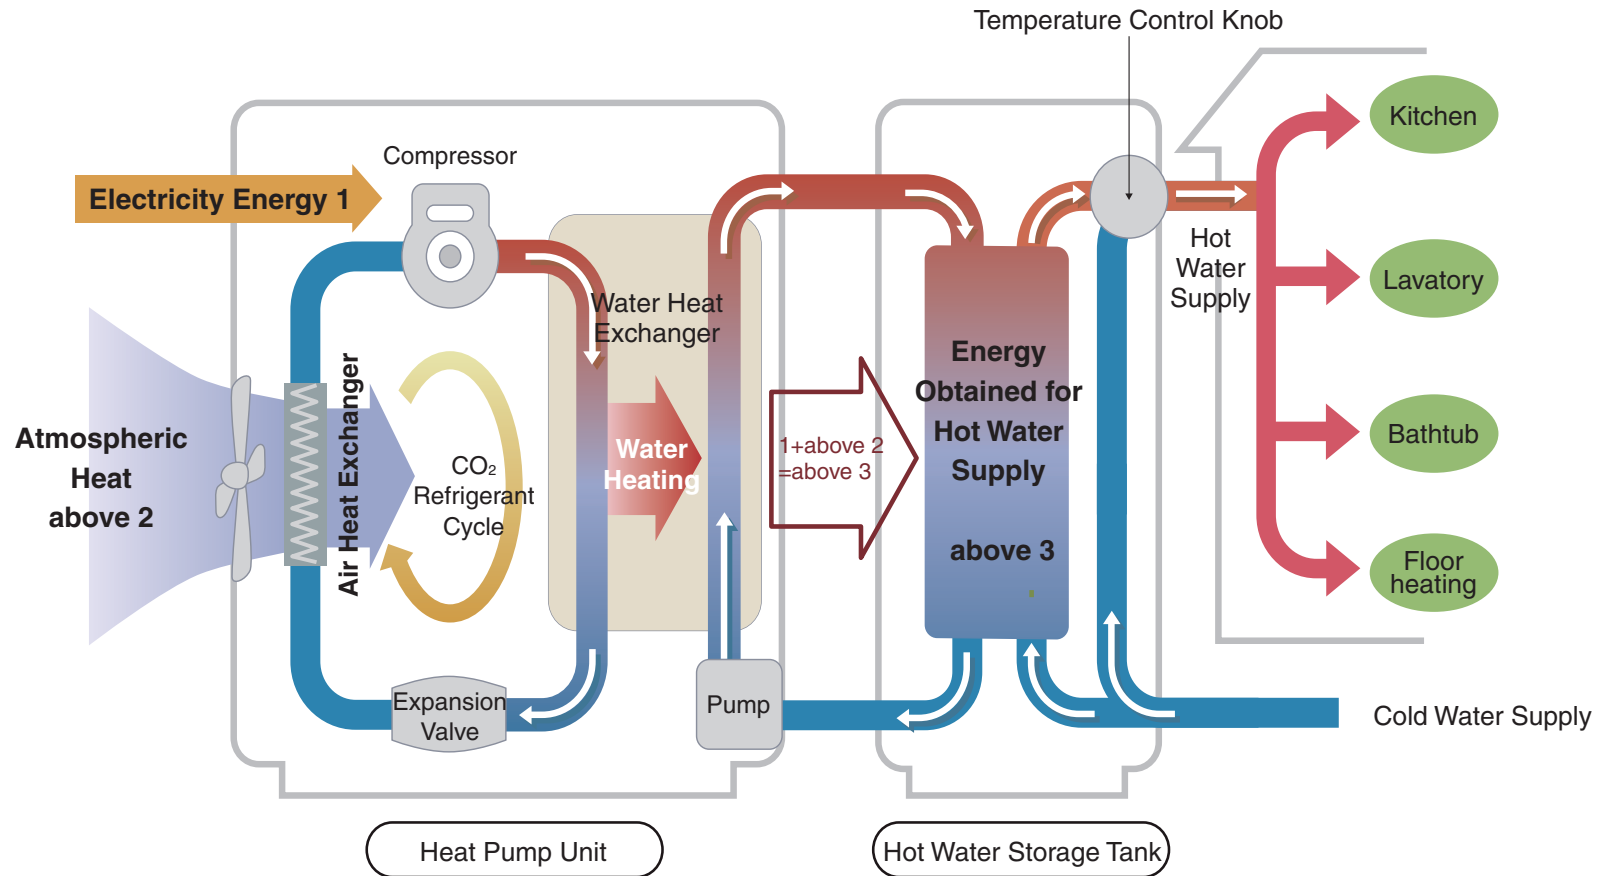 Temperature Control Knob
Compressor
Electricity Energy 1
Water Heat
Exchanger
Air Heat Exchanger
Atmospheric
Heat
above 2
CO₂
Refrigerant
Cycle
Water
Heating
1+above 2
=above 3
Energy
Obtained for
Hot Water
Supply
above 3
Hot
Water
Supply
Kitchen
Lavatory
Bathtub
Floor
heating
Expansion
Valve
Pump
Cold Water Supply
Heat Pump Unit
Hot Water Storage Tank